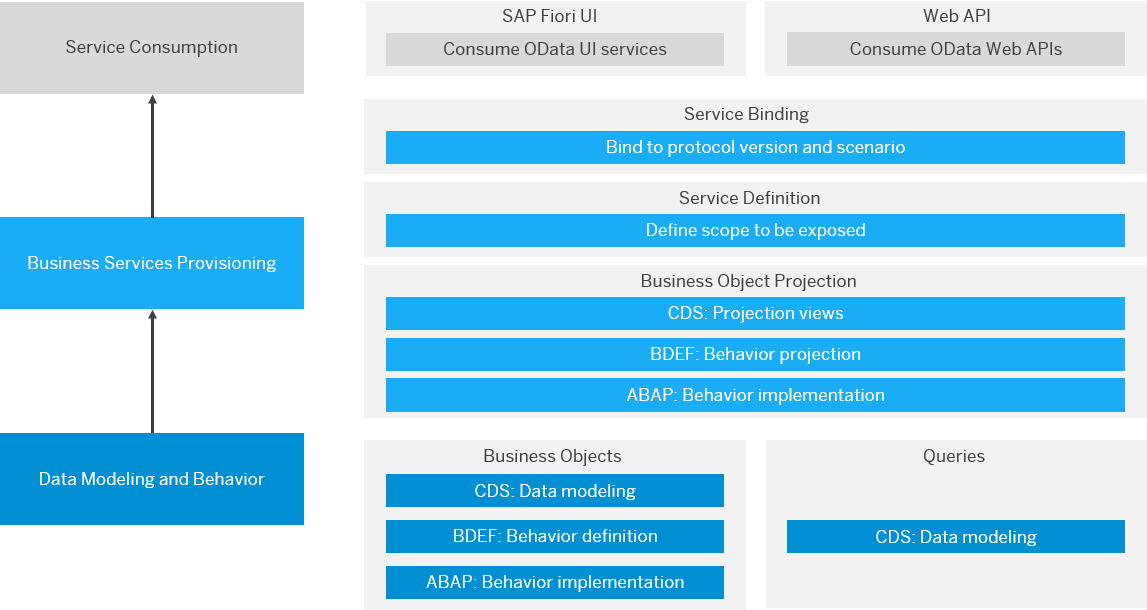 Service Consumption
Business Services Provisioning
Data Modeling and Behavior
SAP Fiori UI
Consume OData UI services
Web API
Consume OData Web APIs
Service Binding
Bind to protocol version and scenario
Service Definition
Define scope to be exposed
Business Object Projection
CDS: Projection views
BDEF: Behavior projection
ABAP: Behavior implementation
Business Objects
CDS: Data modeling
BDEF: Behavior definition
ABAP: Behavior implementation
Queries
CDS: Data modeling